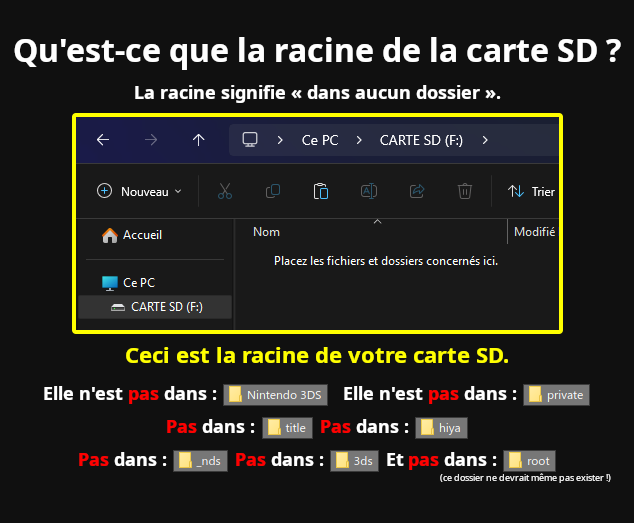 Qu'est-ce que la racine de la carte SD ?
La racine signifie « dans aucun dossier ».
Ce PC > CARTE SD (F:) >
Nouveau
Trier
Accueil
Nom
Modifié
Placez les fichiers et dossiers concernés ici.
Ce PC
CARTE SD (F:)
Ceci est la racine de votre carte SD.
Elle n'est pas dans : Nintendo 3DS Elle n'est pas dans : private
Pas dans : title Pas dans : hiya
Pas dans : _nds Pas dans : 3ds Et pas dans : root
(ce dossier ne devrait même pas exister !)